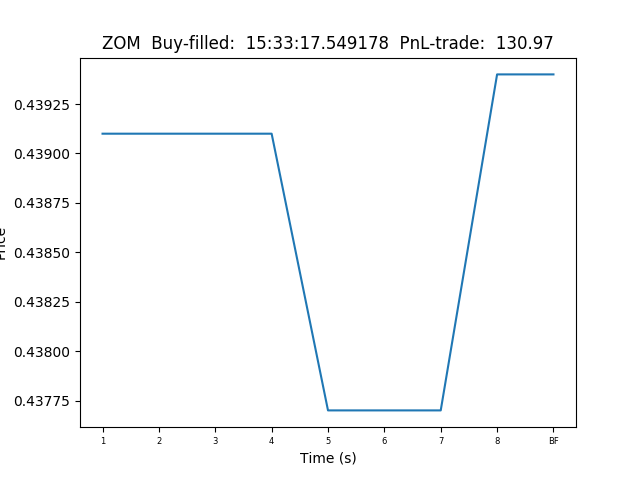 ZOM  Buy-filled:  15:33:17.549178  PnL-trade:  130.97
0.43925
0.43900
0.43875
0.43850
0.43825
0.43800
0.43775
Price
1 2 3 4 5 6 7 8 BF
Time (s)